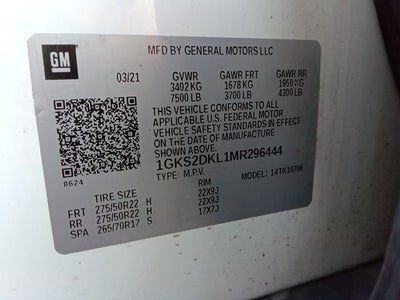 GM
MFD BY GENERAL MOTORS LLC
03/21 GVWR GAWR FRT GAWR RR
3402 KG 1678 KG 1950 KG
7500 LB 3700 LB 4300 LB
THIS VEHICLE CONFORMS TO ALL
APPLICABLE U.S. FEDERAL MOTOR
VEHICLE SAFETY STANDARDS IN EFFECT
ON THE DATE OF MANUFACTURE
1GKS2DKL1MR296444
8624 TYPE: M.P.V. MODEL: 14TK10706
TIRE SIZE RIM
FRT 275/50R22 H 22X9J
RR 275/50R22 H 22X9J
SPA 265/70R17 S 17X7J